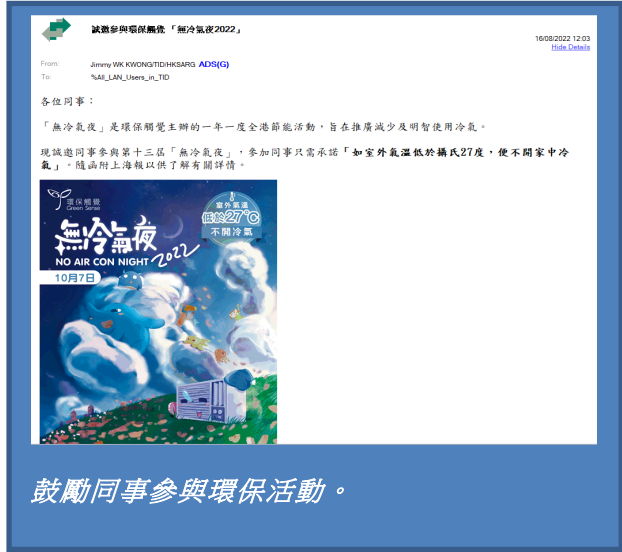 誠邀參與環保觸覺「無冷氣夜2022」
16/08/2022 12:03
Hide Details
From: Jimmy WK KWONG/TID/HKSARG ADS(G)
To: %All_LAN_Users_in_TID
各位同事：
「無冷氣夜」是環保觸覺主辦的一年一度全港節能活動，旨在推廣減少及明智使用冷氣。
現誠邀同事參與第十三屆「無冷氣夜」，參加同事只需承諾「如室外氣溫低於攝氏27度，便不開家中冷
氣」。隨函附上海報以供了解有關詳情。
環保觸覺
Green Sense
室外氣溫
低於27°C
不開冷氣
無冷氣夜
NO AIR CON NIGHT 2022
10月7日
鼓勵同事參與環保活動。